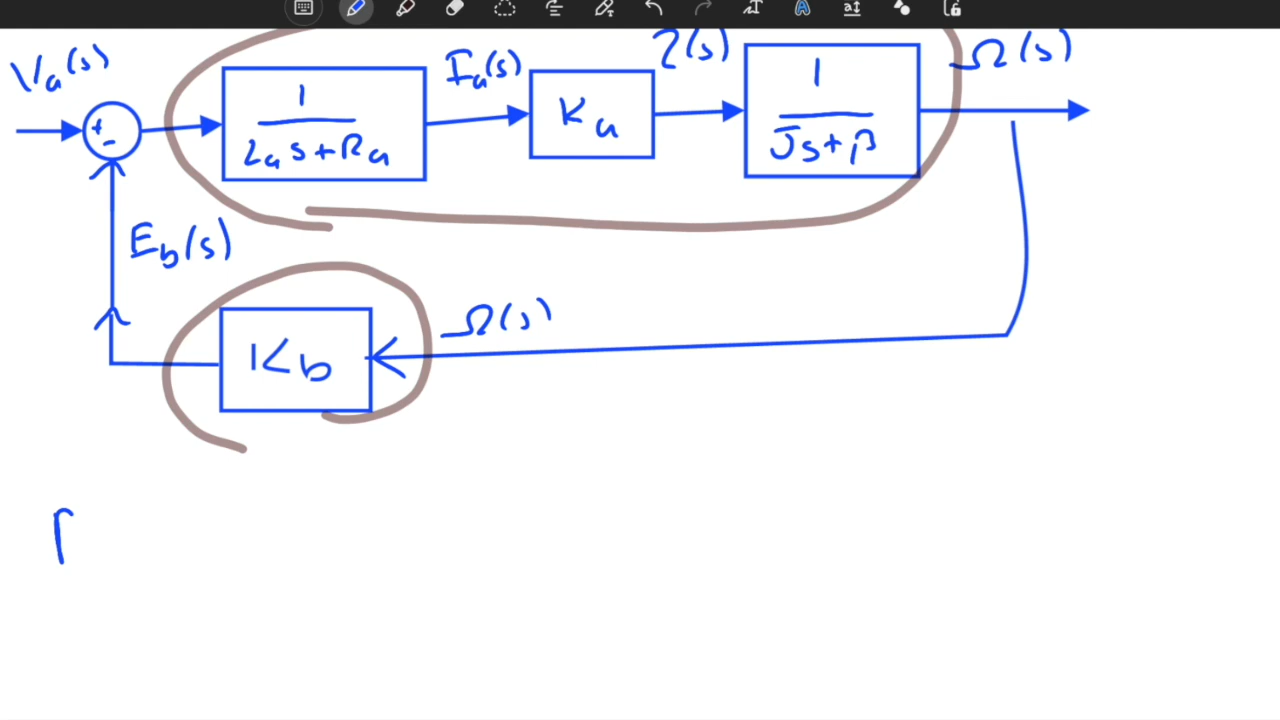 Va(s)
+
-
1
Las+Ra
Ia(s)
Ka
τ(s)
1
Js+β
Ω(s)
Eb(s)
Kb
Ω(s)